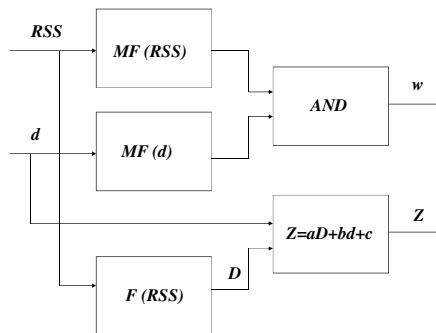 RSS
MF (RSS)
AND
w
d
MF (d)
Z=aD+bd+c
Z
F (RSS)
D